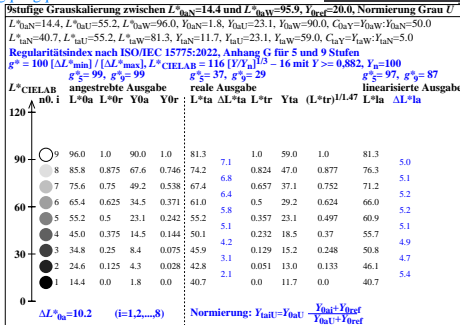 9stufige Graukalierung zwischen L*0aN=14.4 und L*0aW=95.9, Y0ref=20.0, Normierung Grau U
L*0aN=14.4, L*0aU=55.2, L*0aW=96.0, Y0aN=1.8, Y0aU=23.1, Y0aW=90.0, C0aY=Y0aW:Y0aN=50.0
L*taN=40.7, L*taU=55.2, L*taW=81.3, YtaN=11.7, YtaU=23.1, YtaW=59.0, CtaY=YtaW:YtaN=5.0
Regularitätsindex nach ISO/IEC 15775:2022, Anhang G für 5 und 9 Stufen
g* = 100 [ΔL*min] / [ΔL*max], L*CIELAB = 116 [Y/Yn]^1/3 − 16 mit Y >= 0,882, Yn=100
g*5= 99, g*9= 99 g*5= 37, g*9= 29 g*5= 97, g*9= 87
L*CIELAB angestrebte Ausgabe reale Ausgabe linearisierte Ausgabe
n0. i L*0a L*0r Y0a Y0r L*ta ΔL*ta L*tr Yta (L*tr)^1/1.47 L*la ΔL*la
120
9 96.0 1.0 90.0 1.0 81.3 1.0 59.0 1.0 81.3
7.1 5.0
8 85.8 0.875 67.6 0.746 74.2 0.824 47.0 0.877 76.3
6.8 5.1
90
7 75.6 0.75 49.2 0.538 67.4 0.657 37.1 0.752 71.2
6.4 5.2
6 65.4 0.625 34.5 0.371 61.0 0.5 29.2 0.624 66.0
5.8 5.1
60
5 55.2 0.5 23.1 0.242 55.2 0.357 23.1 0.497 60.9
5.1 5.2
4 45.0 0.375 14.5 0.144 50.1 0.232 18.5 0.37 55.7
4.2 4.9
30
3 34.8 0.25 8.4 0.075 45.9 0.129 15.2 0.248 50.8
3.1 4.7
2 24.6 0.125 4.3 0.028 42.8 0.051 13.0 0.133 46.1
2.1 5.4
1 14.4 0.0 1.8 0.0 40.7 0.0 11.7 0.0 40.7
0
ΔL*0a=10.2 (i=1,2,...,8) Normierung: YtaiU=Y0aU (Y0ai+Y0ref)/(Y0aU+Y0ref)